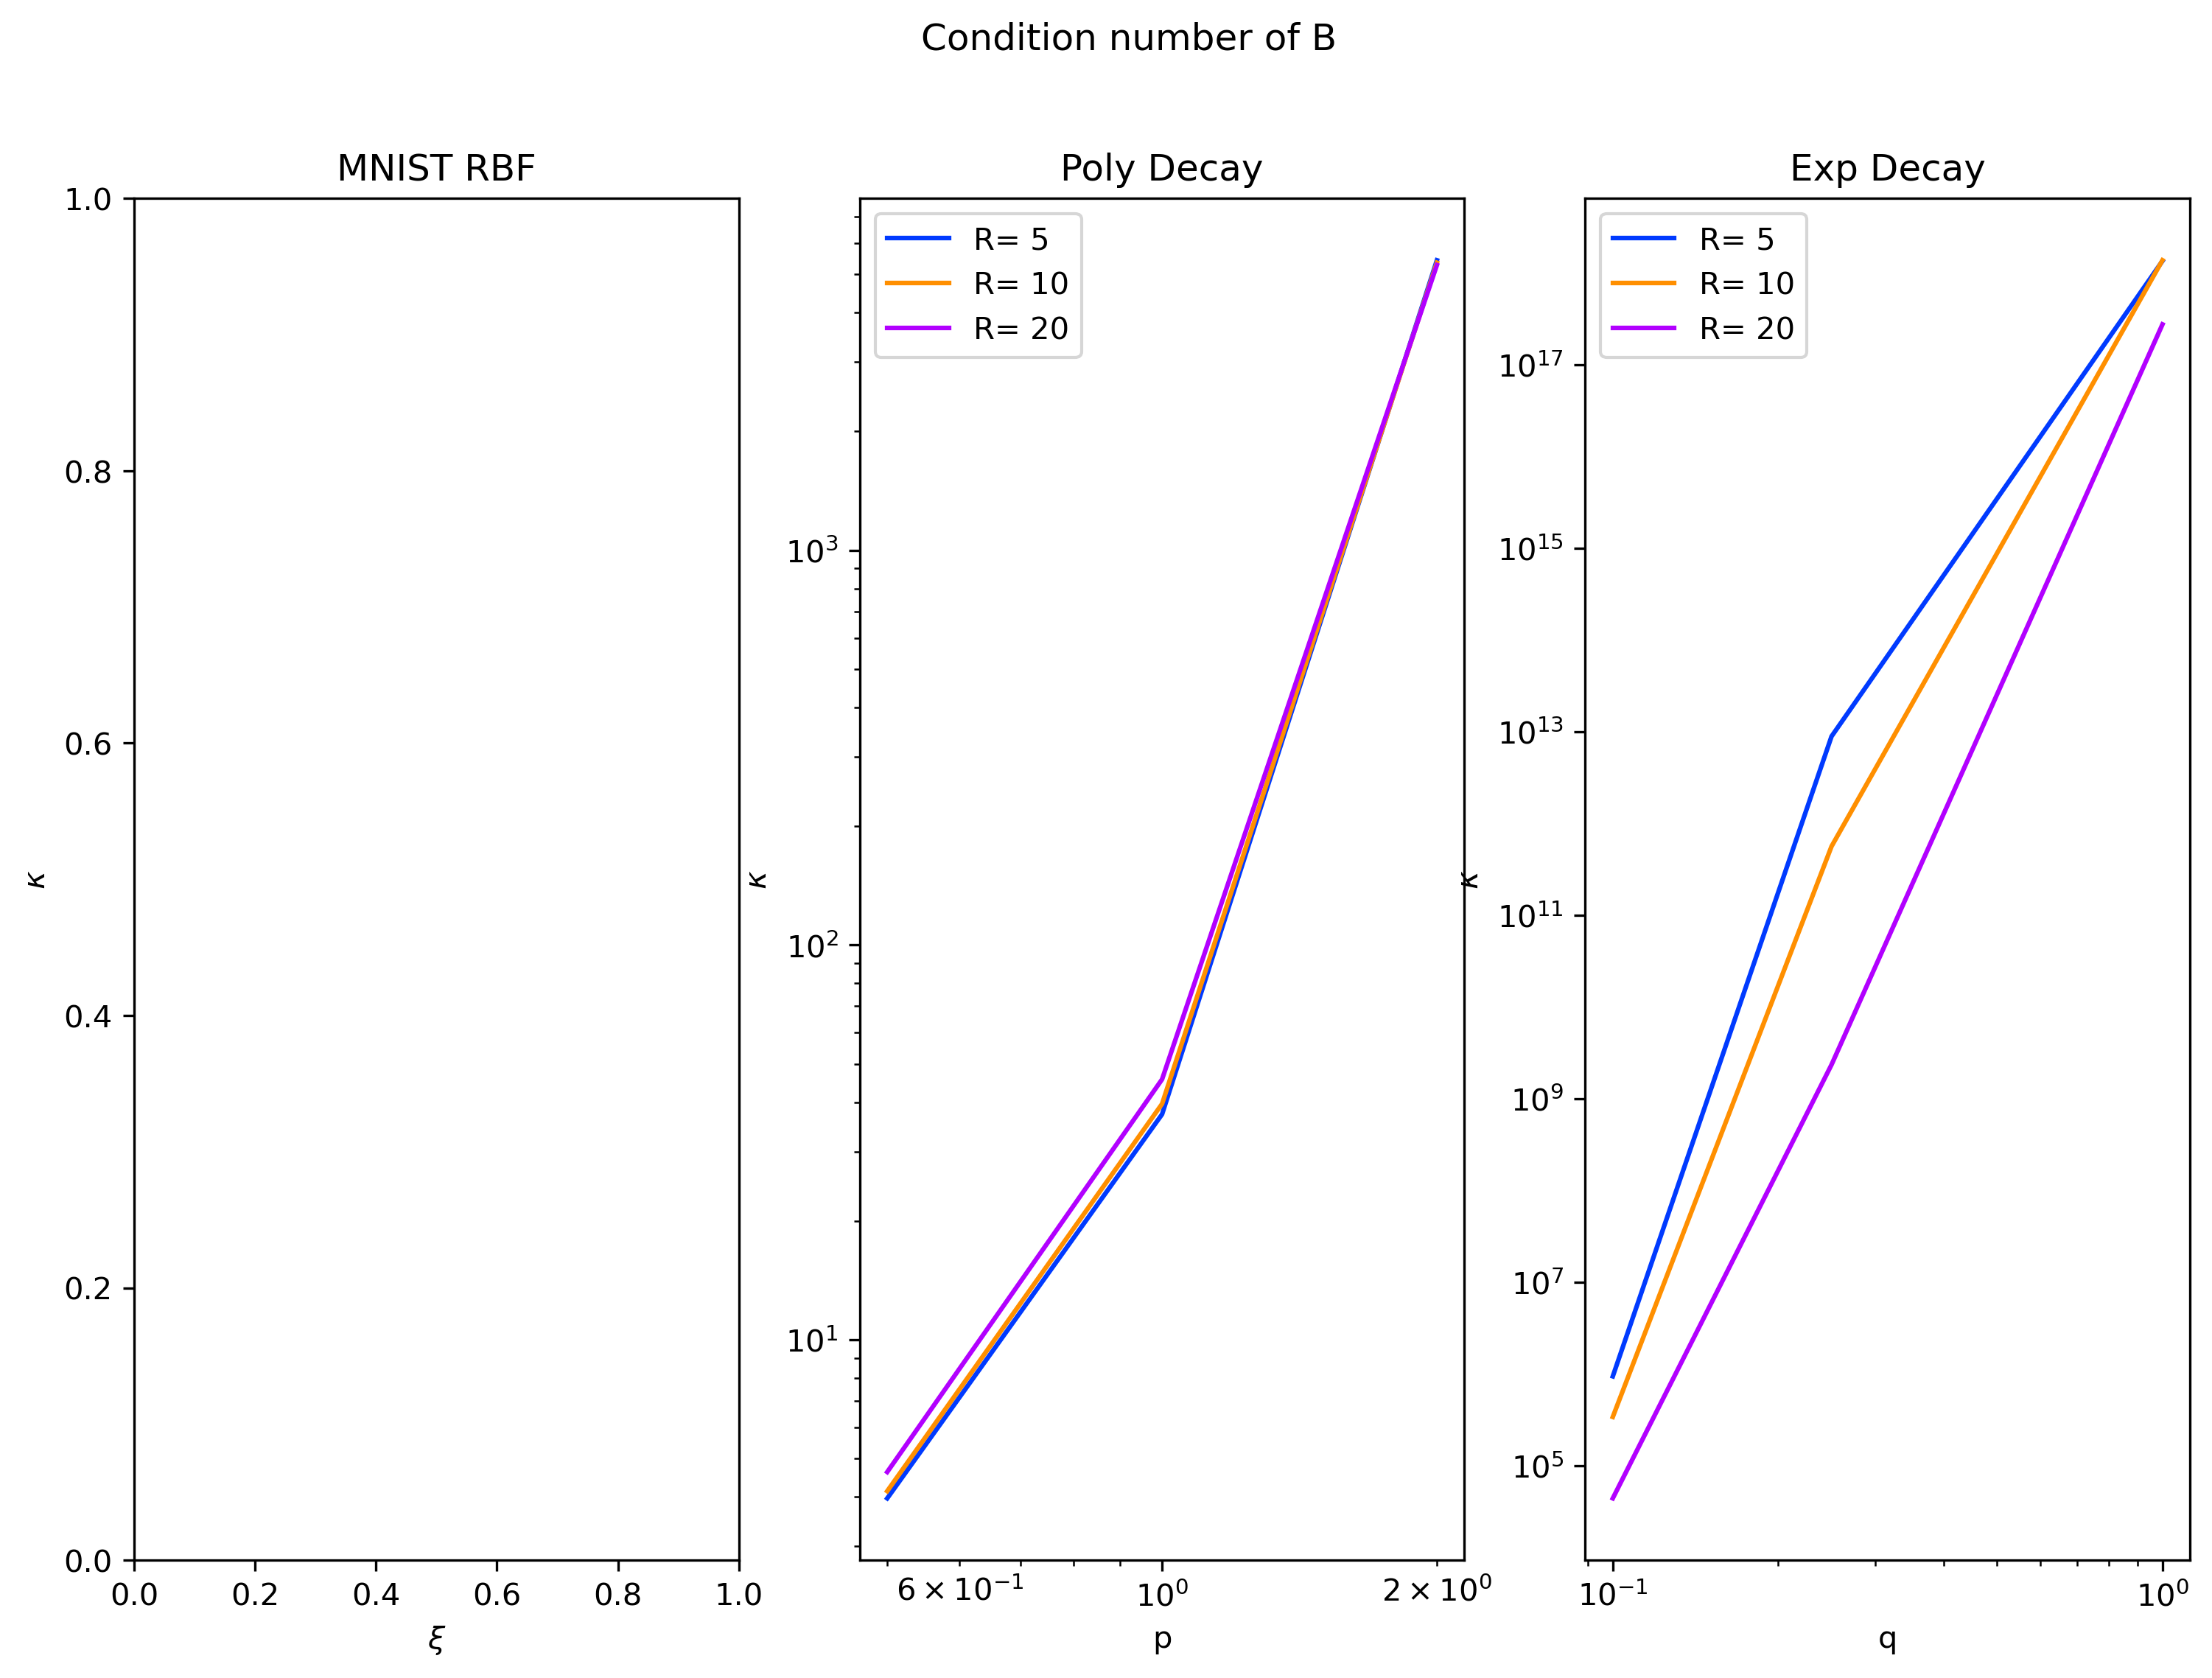 Condition number of B
MNIST RBF
1.0
0.8
0.6
0.4
0.2
0.0
κ
0.0 0.2 0.4 0.6 0.8 1.0
ξ
Poly Decay
R= 5
R= 10
R= 20
10³
10²
10¹
κ
6 × 10⁻¹ 10⁰ 2 × 10⁰
p
Exp Decay
R= 5
R= 10
R= 20
10¹⁷
10¹⁵
10¹³
10¹¹
10⁹
10⁷
10⁵
κ
10⁻¹ 10⁰
q